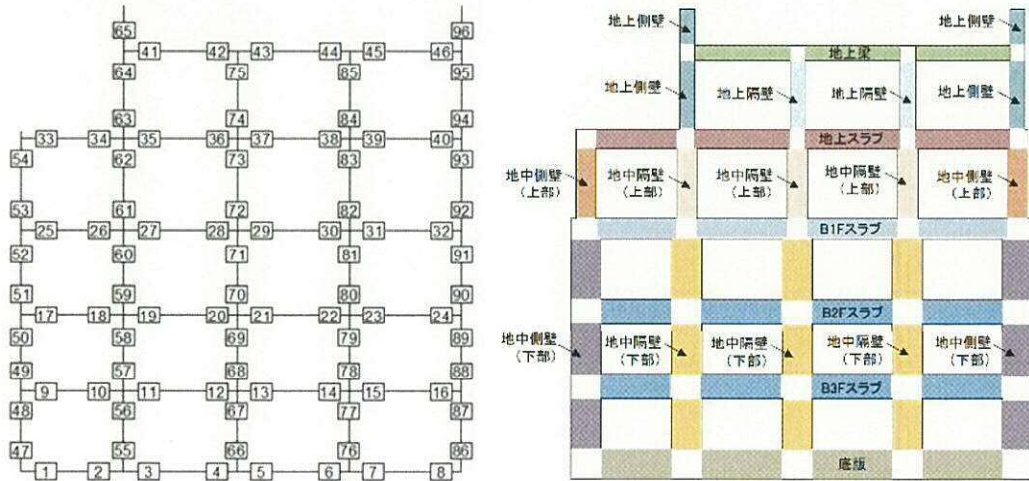 65 96
41 42 43 44 45 46
64 75 85 95
63 74 84 94
33 34 35 36 37 38 39 40
54 62 73 83 93
53 61 72 82 92
25 26 27 28 29 30 31 32
52 60 71 81 91
51 59 70 80 90
17 18 19 20 21 22 23 24
50 58 69 79 89
49 57 68 78 88
9 10 11 12 13 14 15 16
48 56 67 77 87
47 55 66 76 86
1 2 3 4 5 6 7 8
地上側壁 地上側壁
地上梁
地上側壁 地上隔壁 地上隔壁 地上側壁
地上スラブ
地中側壁
(上部)
地中隔壁
(上部)
地中隔壁
(上部)
地中隔壁
(上部)
地中側壁
(上部)
B1Fスラブ
B2Fスラブ
地中側壁
(下部)
地中隔壁
(下部)
地中隔壁
(下部)
地中隔壁
(下部)
地中側壁
(下部)
B3Fスラブ
底版